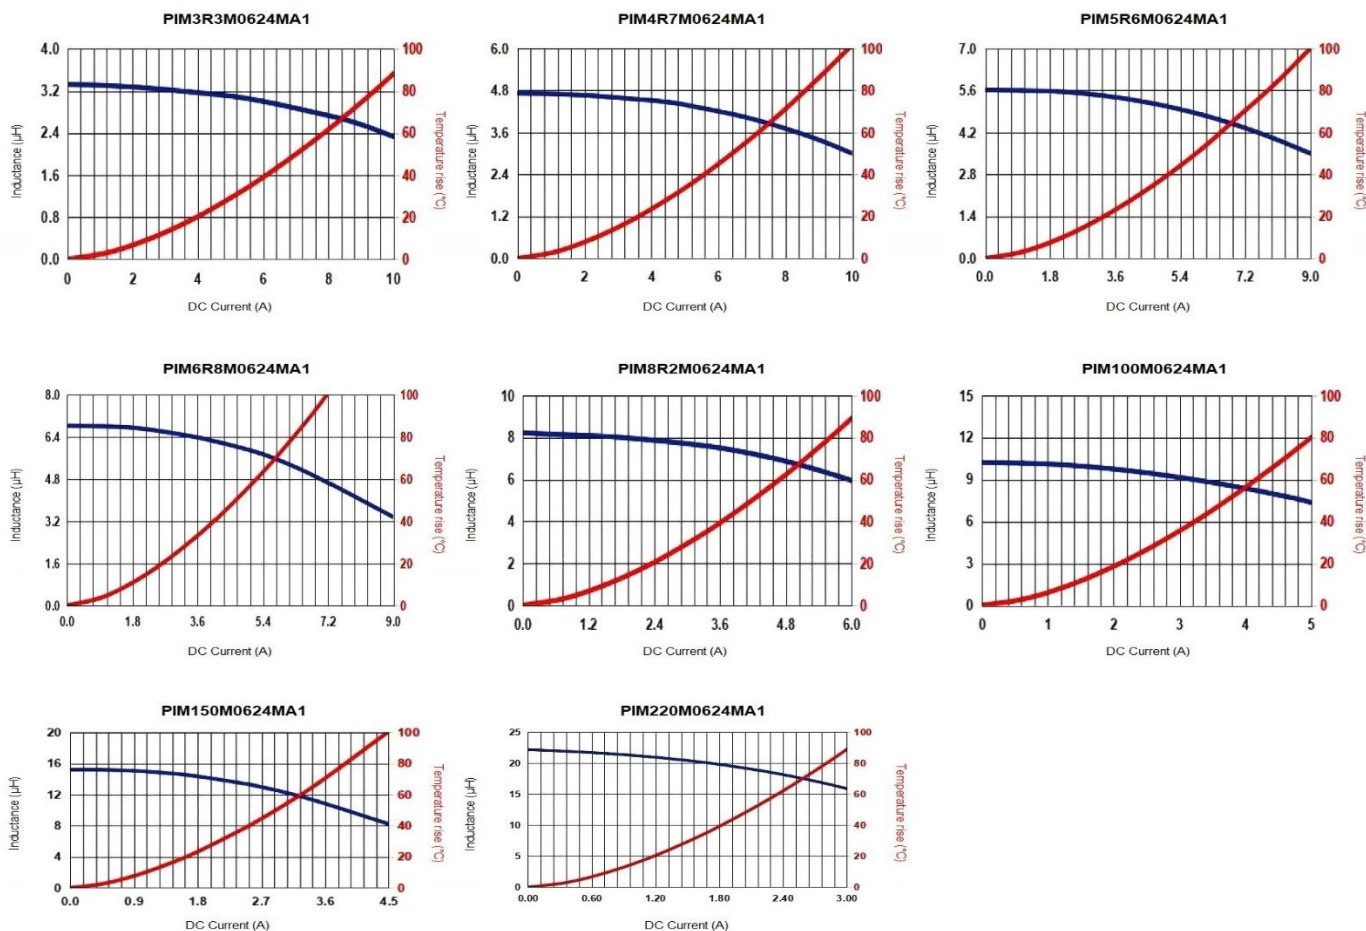 PIM3R3M0624MA1
4.0
3.2
2.4
1.6
0.8
0.0
Inductance (μH)
100
80
60
40
20
0
Temperature rise (°C)
0 2 4 6 8 10
DC Current (A)
PIM4R7M0624MA1
6.0
4.8
3.6
2.4
1.2
0.0
Inductance (μH)
100
80
60
40
20
0
Temperature rise (°C)
0 2 4 6 8 10
DC Current (A)
PIM5R6M0624MA1
7.0
5.6
4.2
2.8
1.4
0.0
Inductance (μH)
100
80
60
40
20
0
Temperature rise (°C)
0.0 1.8 3.6 5.4 7.2 9.0
DC Current (A)
PIM6R8M0624MA1
8.0
6.4
4.8
3.2
1.6
0.0
Inductance (μH)
100
80
60
40
20
0
Temperature rise (°C)
0.0 1.8 3.6 5.4 7.2 9.0
DC Current (A)
PIM8R2M0624MA1
10
8
6
4
2
0
Inductance (μH)
100
80
60
40
20
0
Temperature rise (°C)
0.0 1.2 2.4 3.6 4.8 6.0
DC Current (A)
PIM100M0624MA1
15
12
9
6
3
0
Inductance (μH)
100
80
60
40
20
0
Temperature rise (°C)
0 1 2 3 4 5
DC Current (A)
PIM150M0624MA1
20
16
12
8
4
0
Inductance (μH)
100
80
60
40
20
0
Temperature rise (°C)
0.0 0.9 1.8 2.7 3.6 4.5
DC Current (A)
PIM220M0624MA1
25
20
15
10
5
0
Inductance (μH)
100
80
60
40
20
0
Temperature rise (°C)
0.00 0.60 1.20 1.80 2.40 3.00
DC Current (A)